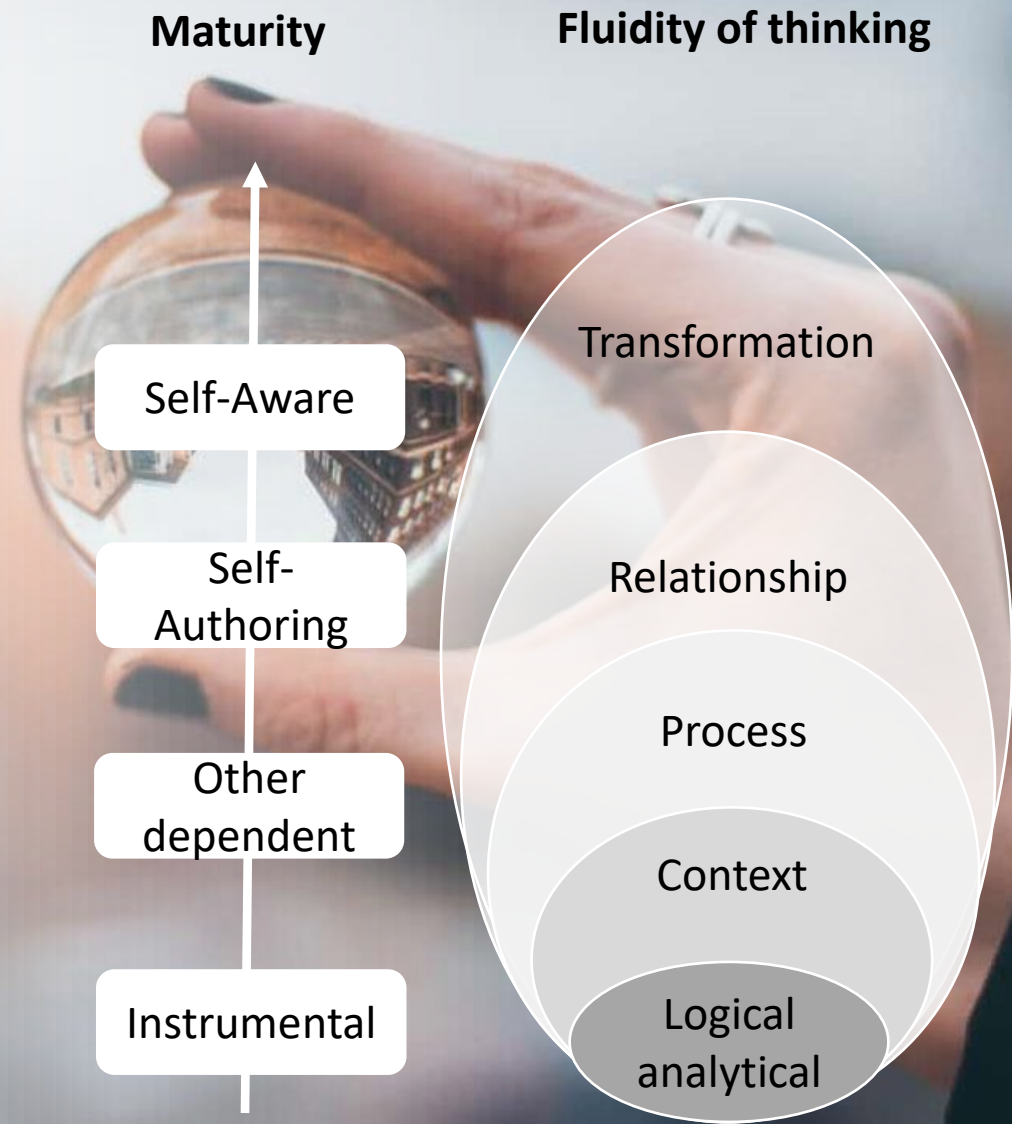 Maturity
Fluidity of thinking
Transformation
Self-Aware
Self-
Authoring
Relationship
Process
Other
dependent
Context
Instrumental
Logical
analytical